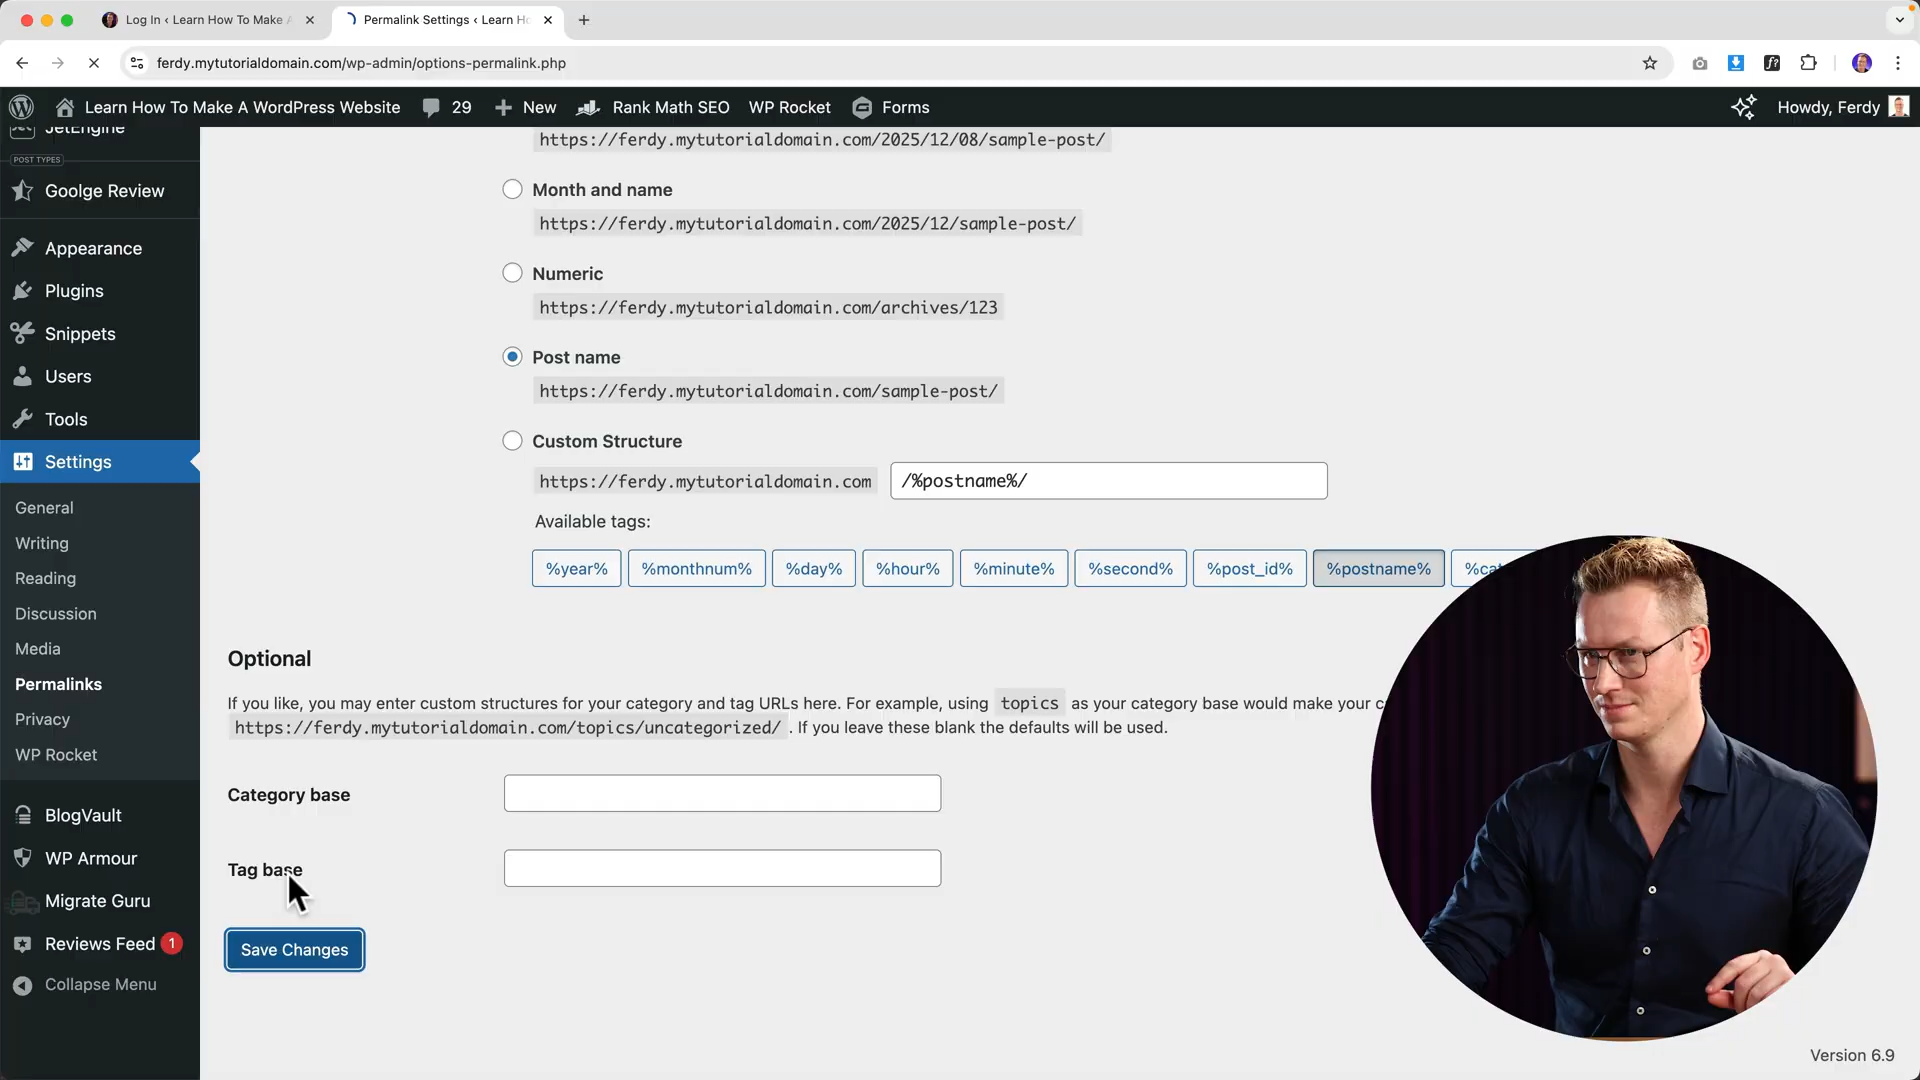 Log In ‹ Learn How To Make A
Permalink Settings ‹ Learn Ho
ferdy.mytutorialdomain.com/wp-admin/options-permalink.php
Learn How To Make A WordPress Website
29
New
Rank Math SEO
WP Rocket
Forms
Howdy, Ferdy
JetEngine
POST TYPES
Goolge Review
Appearance
Plugins
Snippets
Users
Tools
Settings
General
Writing
Reading
Discussion
Media
Permalinks
Privacy
WP Rocket
BlogVault
WP Armour
Migrate Guru
Reviews Feed 1
Collapse Menu
https://ferdy.mytutorialdomain.com/2025/12/08/sample-post/
Month and name
https://ferdy.mytutorialdomain.com/2025/12/sample-post/
Numeric
https://ferdy.mytutorialdomain.com/archives/123
Post name
https://ferdy.mytutorialdomain.com/sample-post/
Custom Structure
https://ferdy.mytutorialdomain.com /%postname%/
Available tags:
%year% %monthnum% %day% %hour% %minute% %second% %post_id% %postname% %cat
Optional
If you like, you may enter custom structures for your category and tag URLs here. For example, using topics as your category base would make your c
https://ferdy.mytutorialdomain.com/topics/uncategorized/ . If you leave these blank the defaults will be used.
Category base
Tag base
Save Changes
Version 6.9